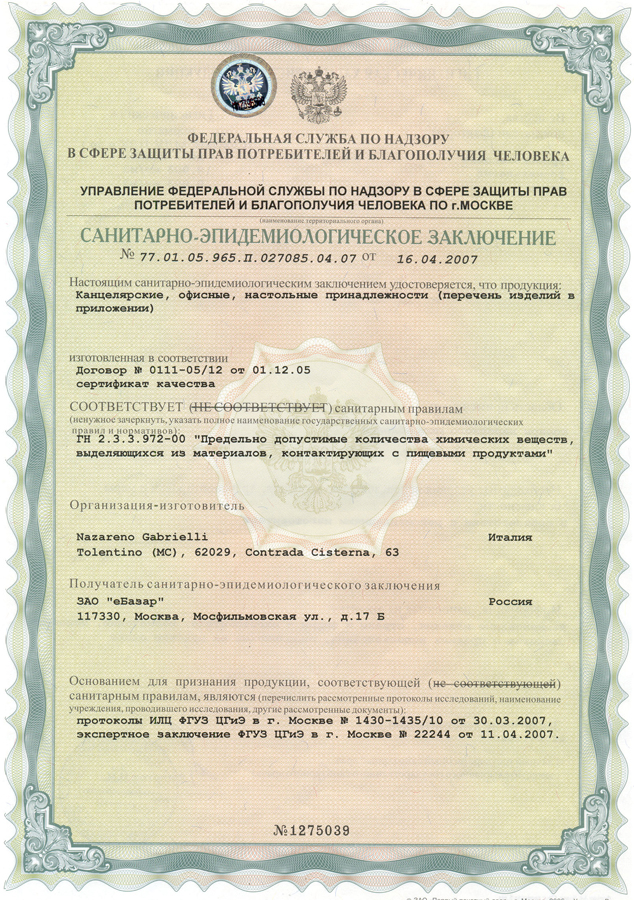 ФЕДЕРАЛЬНАЯ СЛУЖБА ПО НАДЗОРУ
В СФЕРЕ ЗАЩИТЫ ПРАВ ПОТРЕБИТЕЛЕЙ И БЛАГОПОЛУЧИЯ ЧЕЛОВЕКА
УПРАВЛЕНИЕ ФЕДЕРАЛЬНОЙ СЛУЖБЫ ПО НАДЗОРУ В СФЕРЕ ЗАЩИТЫ ПРАВ
ПОТРЕБИТЕЛЕЙ И БЛАГОПОЛУЧИЯ ЧЕЛОВЕКА ПО г.МОСКВЕ
(наименование территориального органа)
САНИТАРНО-ЭПИДЕМИОЛОГИЧЕСКОЕ ЗАКЛЮЧЕНИЕ
№ 77.01.05.965.П.027085.04.07 от 16.04.2007
Настоящим санитарно-эпидемиологическим заключением удостоверяется, что продукция:
Канцелярские, офисные, настольные принадлежности (перечень изделий в
приложении)
изготовленная в соответствии
Договор № 0111-05/12 от 01.12.05
сертификат качества
СООТВЕТСТВУЕТ (НЕ СООТВЕТСТВУЕТ) санитарным правилам
(ненужное зачеркнуть, указать полное наименование государственных санитарно-эпидемиологических
правил и нормативов):
ГН 2.3.3.972-00 "Предельно допустимые количества химических веществ,
выделяющихся из материалов, контактирующих с пищевыми продуктами"
Организация-изготовитель
Nazareno Gabrielli Италия
Tolentino (MC), 62029, Contrada Cisterna, 63
Получатель санитарно-эпидемиологического заключения
ЗАО "еБазар" Россия
117330, Москва, Мосфильмовская ул., д.17 Б
Основанием для признания продукции, соответствующей (не соответствующей)
санитарным правилам, являются (перечислить рассмотренные протоколы исследований, наименование
учреждения, проводившего исследования, другие рассмотренные документы):
протоколы ИЛЦ ФГУЗ ЦГиЭ в г. Москве № 1430-1435/10 от 30.03.2007,
экспертное заключение ФГУЗ ЦГиЭ в г. Москве № 22244 от 11.04.2007.
№1275039